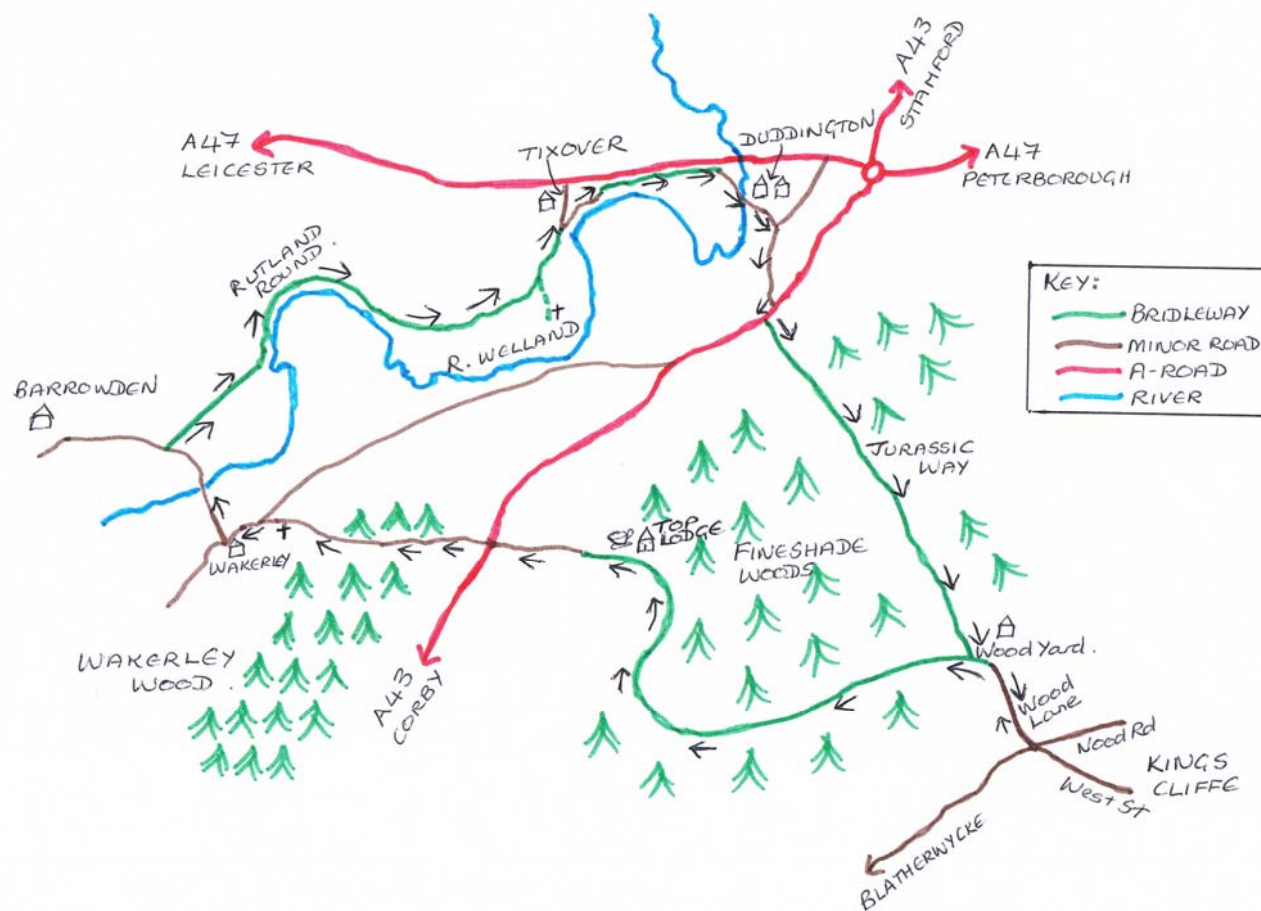 A43
STAMFORD
A47
LEICESTER
TIXOVER
DUDDINGTON
A47
PETERBOROUGH
RUTLAND
ROUND.
KEY:
BRIDLEWAY
MINOR ROAD
A-ROAD
RIVER
R. WELLAND
BARROWDEN
JURASSIC
WAY
TOP
LODGE
FINESHADE
WOODS
WAKERLEY
WAKERLEY
WOOD.
A43
CORBY
Wood Yard.
Wood
Lane
Wood Rd
West St
KINGS
CLIFFE
BLATHERWYCKE